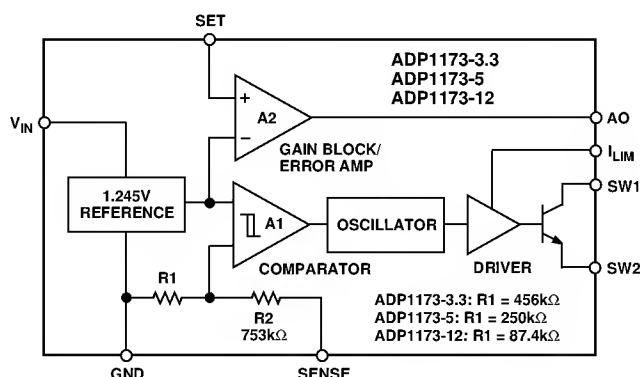 SET
ADP1173-3.3
ADP1173-5
ADP1173-12
A2
VIN
AO
GAIN BLOCK/
ERROR AMP
ILIM
1.245V
REFERENCE
SW1
A1
OSCILLATOR
R1
COMPARATOR
DRIVER
SW2
R2
753kΩ
ADP1173-3.3: R1 = 456kΩ
ADP1173-5: R1 = 250kΩ
ADP1173-12: R1 = 87.4kΩ
GND
SENSE